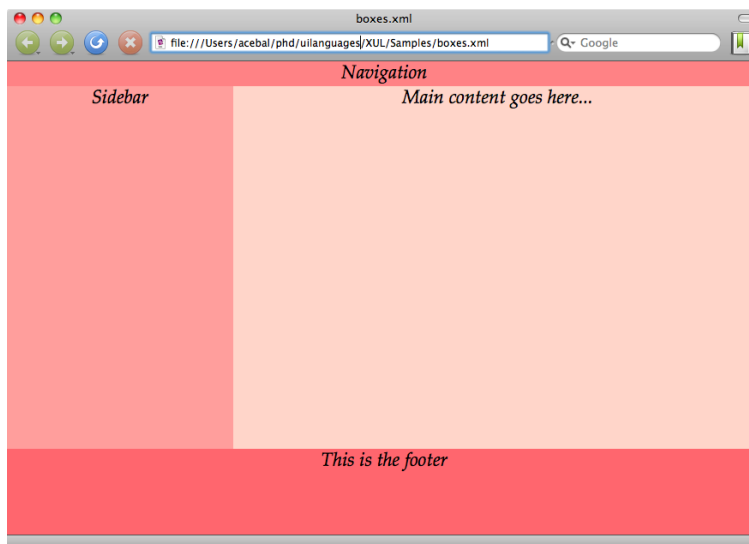 boxes.xml
file:///Users/acebal/phd/uilanguages/XUL/Samples/boxes.xml
Google
Navigation
Sidebar
Main content goes here...
This is the footer